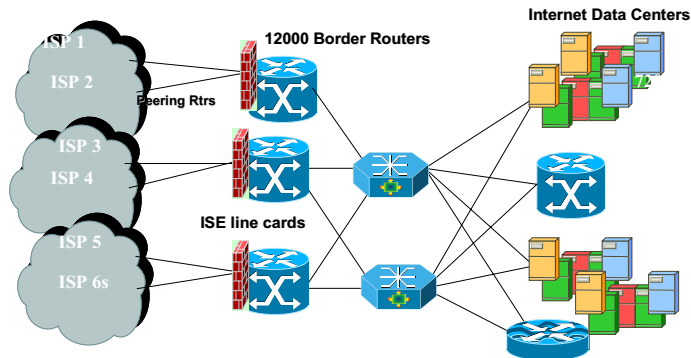 Internet Data Centers
12000 Border Routers
ISP 1
ISP 2
Peering Rtrs
ISP 3
ISP 4
ISE line cards
ISP 5
ISP 6s